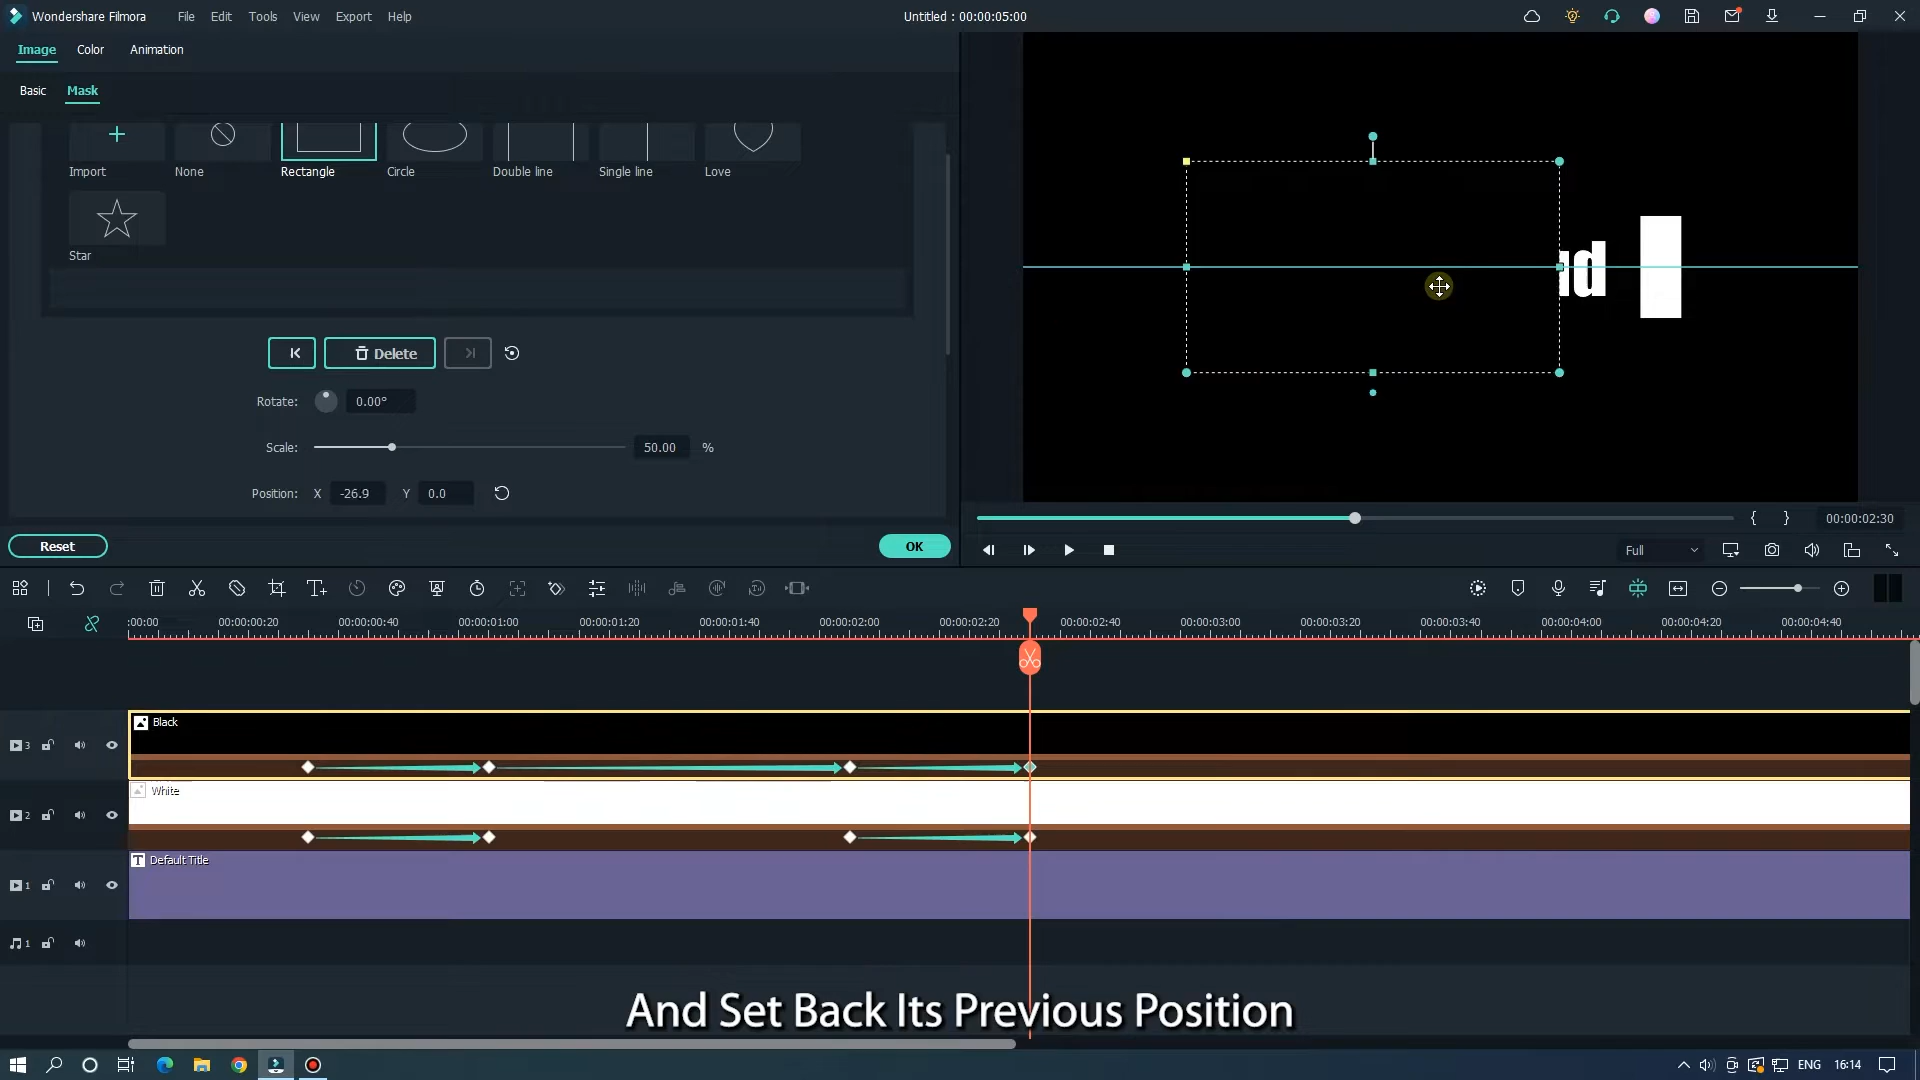 Wondershare Filmora File Edit Tools View Export Help Untitled : 00:00:05:00
Image Color Animation
Basic Mask
Import None Rectangle Circle Double line Single line Love
Star
Delete
Rotate: 0.00°
Scale: 50.00 %
Position: X -26.9 Y 0.0
Reset OK
ud
{ } 00:00:02:30
Full
:00:00 00:00:00:20 00:00:00:40 00:00:01:00 00:00:01:20 00:00:01:40 00:00:02:00 00:00:02:20 00:00:02:40 00:00:03:00 00:00:03:20 00:00:03:40 00:00:04:00 00:00:04:20 00:00:04:40
Black
3
White
2
T Default Title
1
1
And Set Back Its Previous Position
ENG 16:14